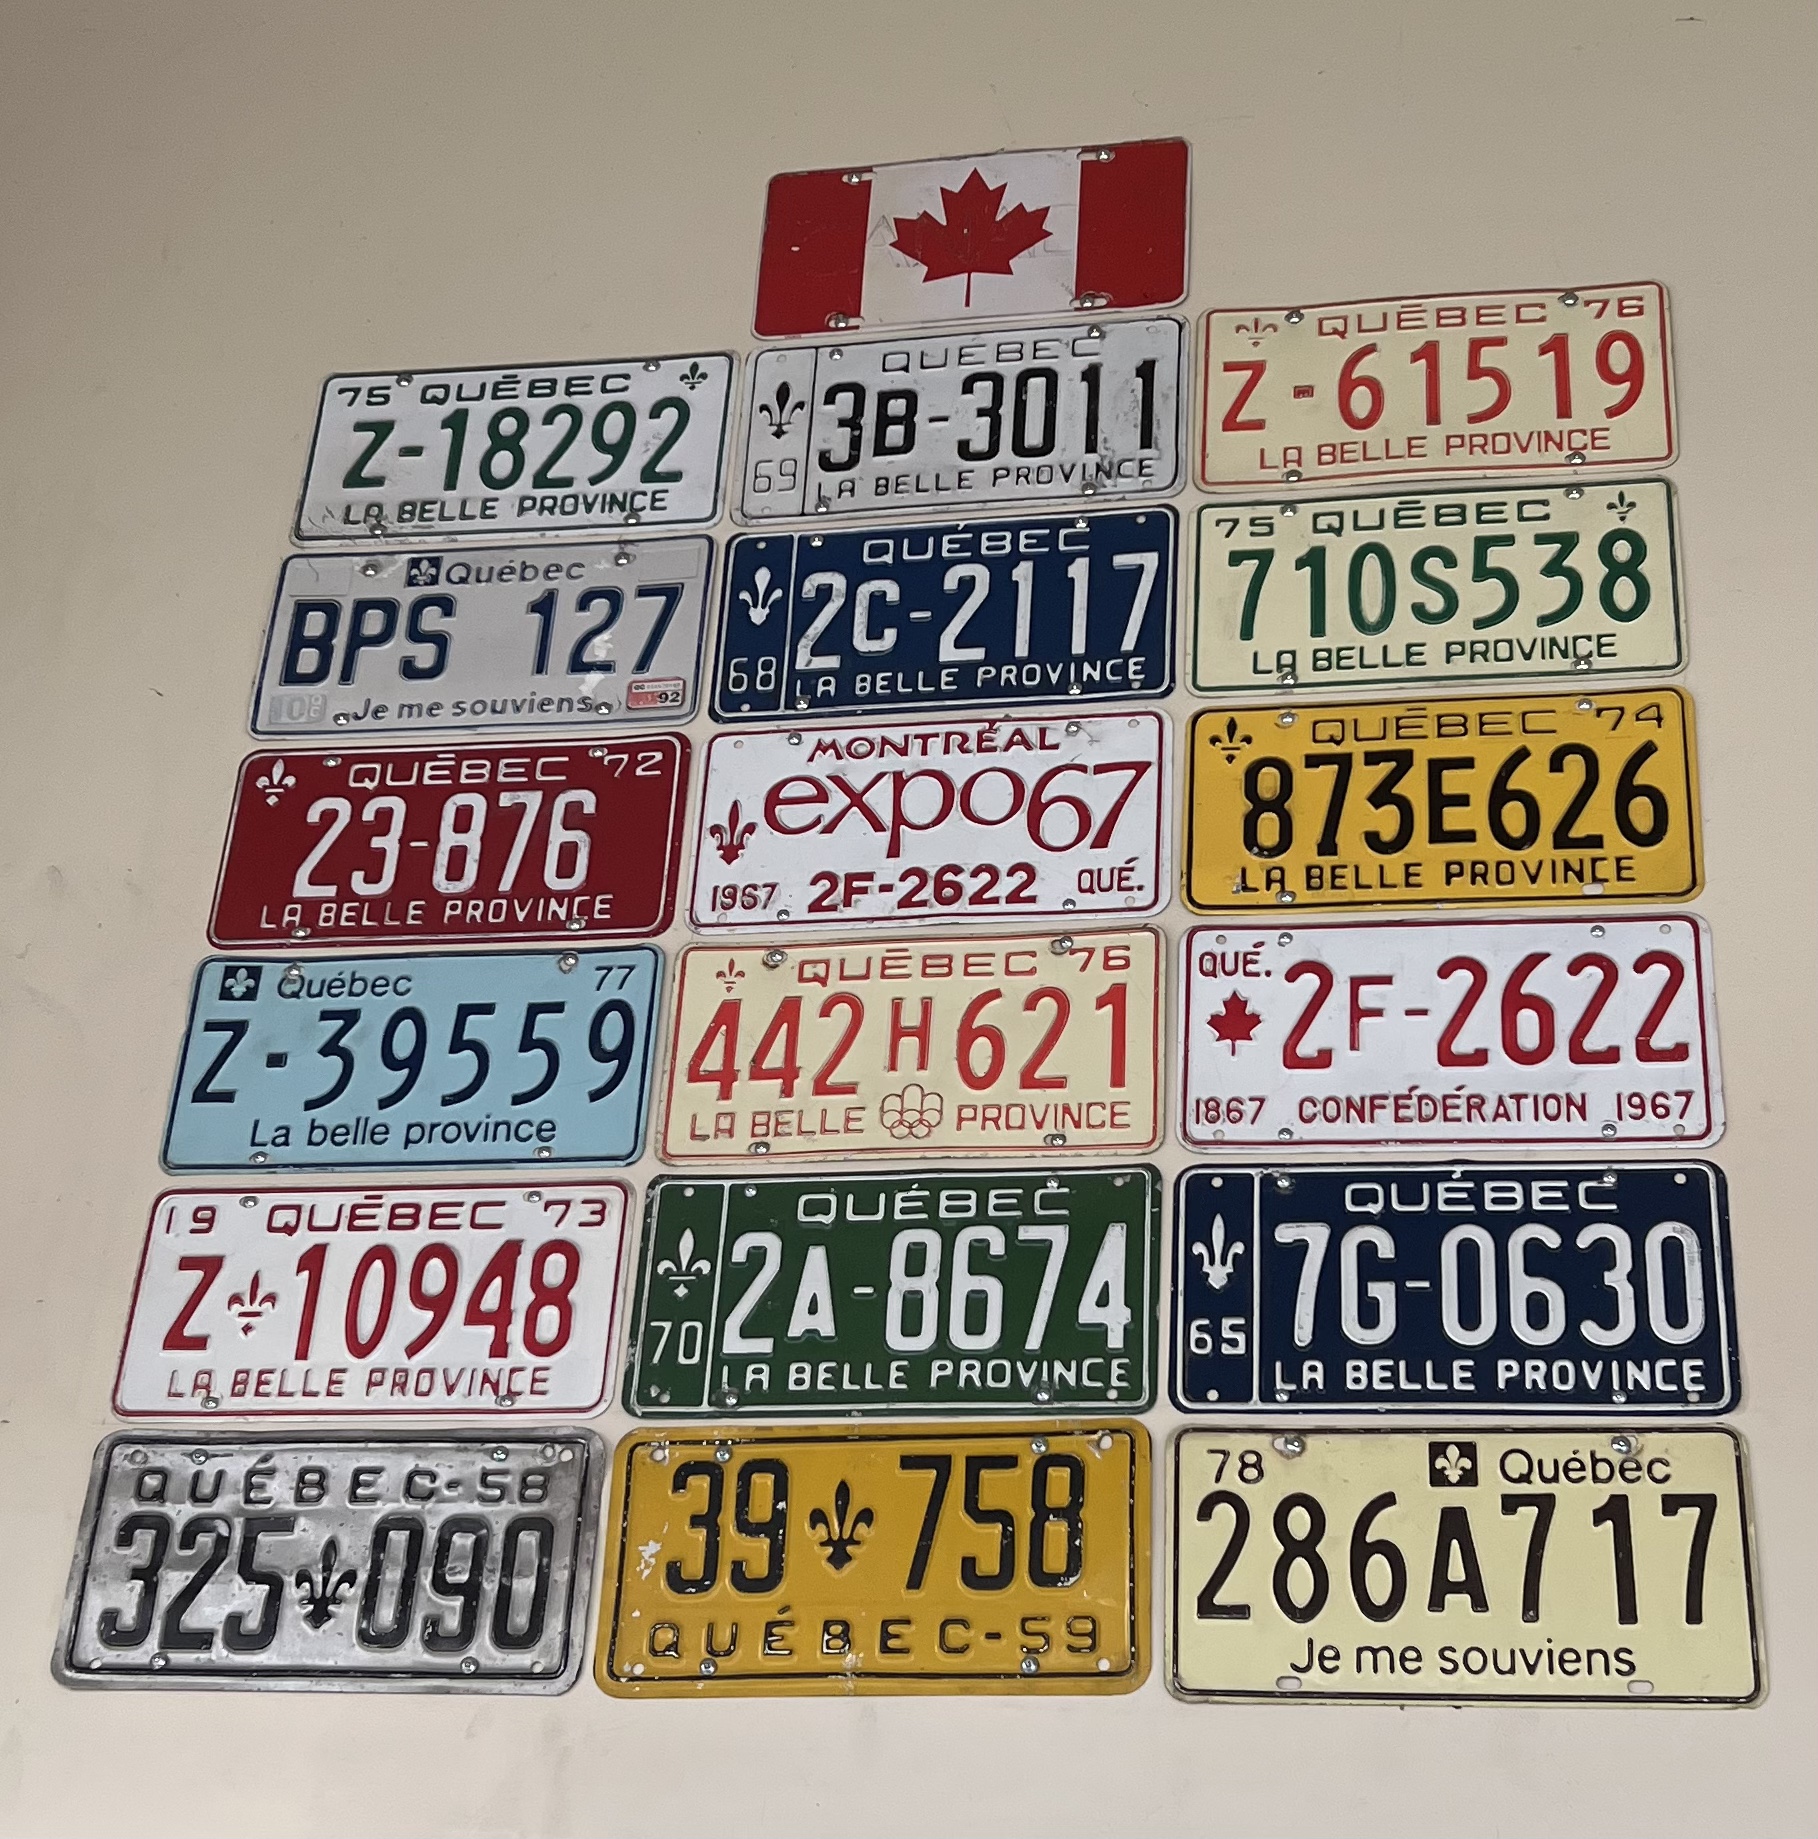 75 QUÉBEC
Z-18292
LA BELLE PROVINCE
QUÉBEC
69
3B-3011
LA BELLE PROVINCE
QUÉBEC 76
Z-61519
LA BELLE PROVINCE
Québec
BPS 127
Je me souviens
92
QUÉBEC
68
2C-2117
LA BELLE PROVINCE
75 QUÉBEC
710S538
LA BELLE PROVINCE
QUÉBEC 72
23-876
LA BELLE PROVINCE
MONTRÉAL
expo67
1967 2F-2622 QUÉ.
QUÉBEC 74
873E626
LA BELLE PROVINCE
Québec 77
Z-39559
La belle province
QUÉBEC 76
442H621
LA BELLE PROVINCE
QUÉ.
2F-2622
1867 CONFÉDÉRATION 1967
19 QUÉBEC 73
Z 10948
LA BELLE PROVINCE
QUÉBEC
70
2A-8674
LA BELLE PROVINCE
QUÉBEC
65
7G-0630
LA BELLE PROVINCE
QUÉBEC-58
325 090
39 758
QUÉBEC-59
78 Québec
286A717
Je me souviens